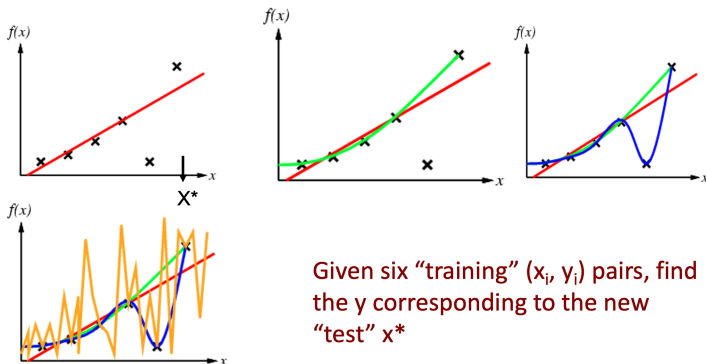 f(x)
f(x)
f(x)
x
x
x
X*
f(x)
x
Given six “training” (xi, yi) pairs, find
the y corresponding to the new
“test” x*